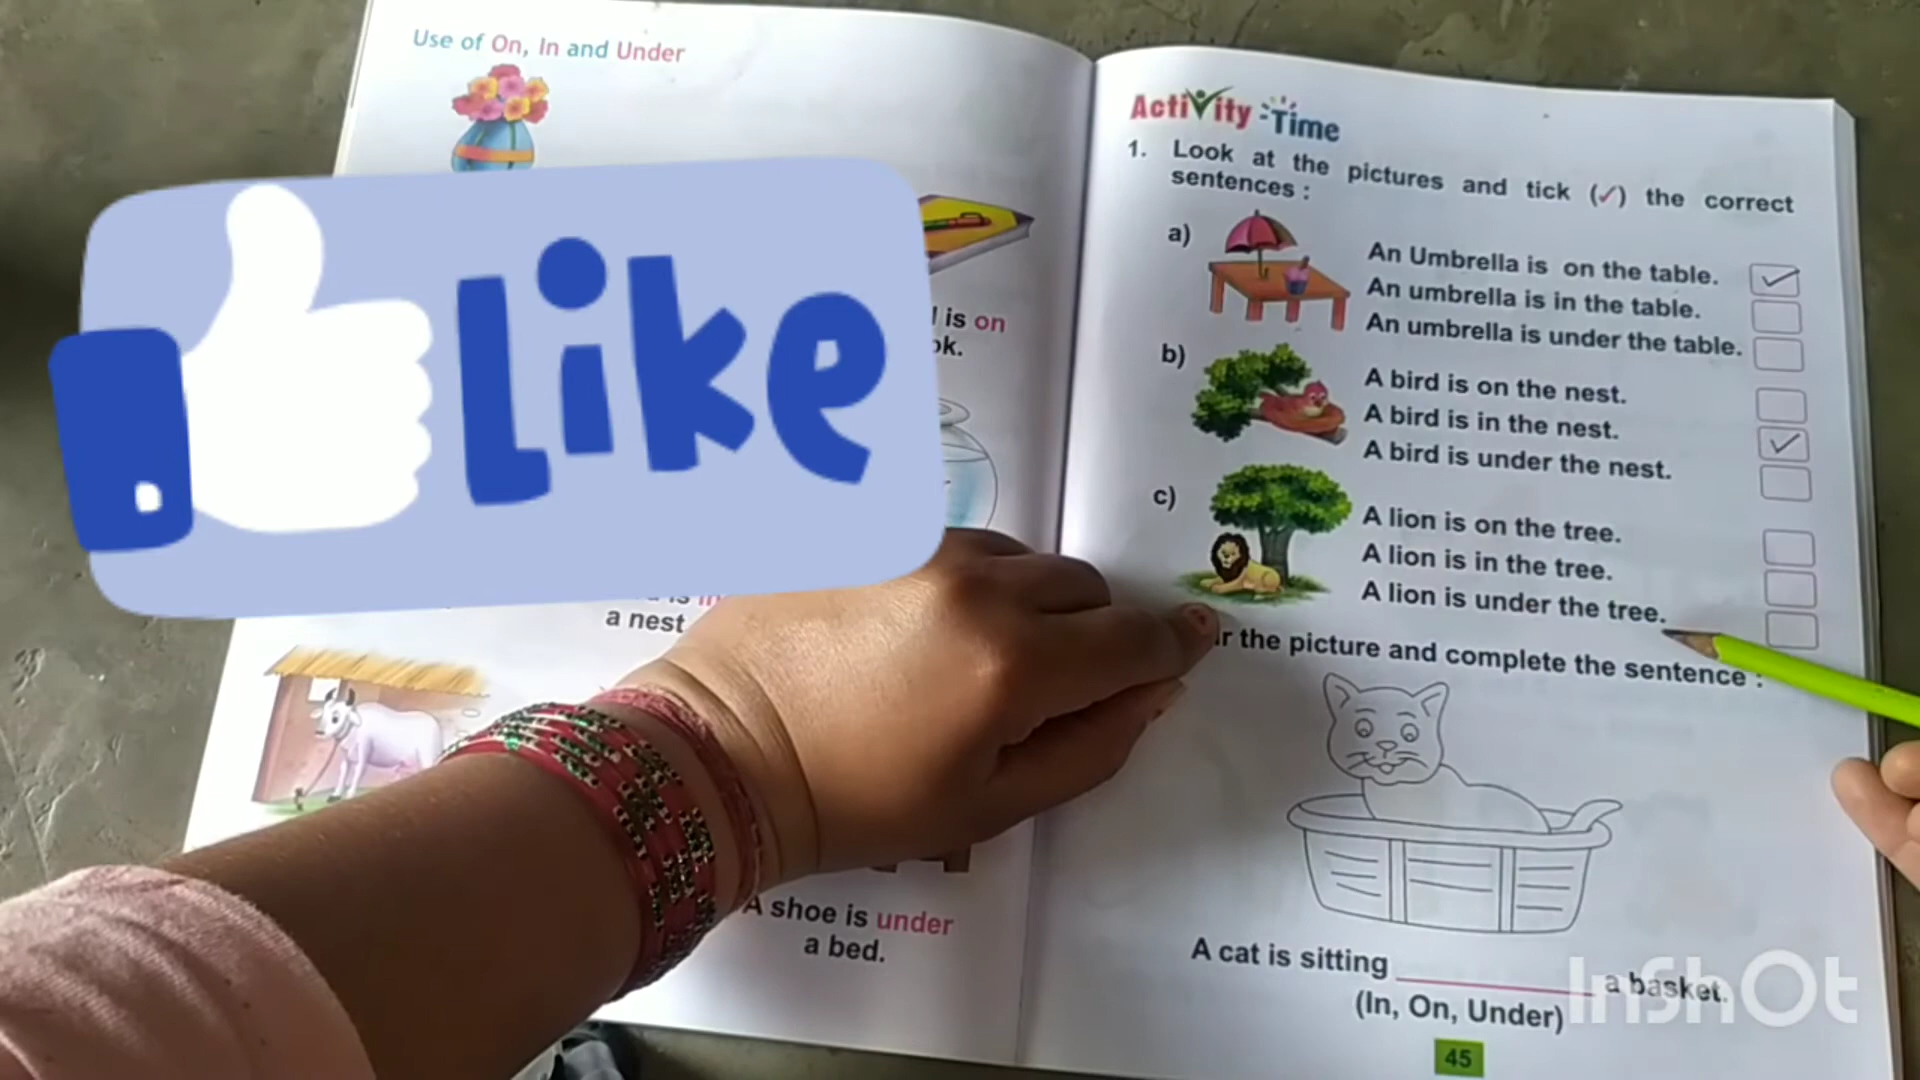 Use of On, In and Under
Like
is on
a nest
A shoe is under
a bed.
Activity Time
1. Look at the pictures and tick (✓) the correct
sentences :
a)
An Umbrella is on the table.
An umbrella is in the table.
An umbrella is under the table.
b)
A bird is on the nest.
A bird is in the nest.
A bird is under the nest.
c)
A lion is on the tree.
A lion is in the tree.
A lion is under the tree.
the picture and complete the sentence :
A cat is sitting ____ a basket.
(In, On, Under)
InShOt
45